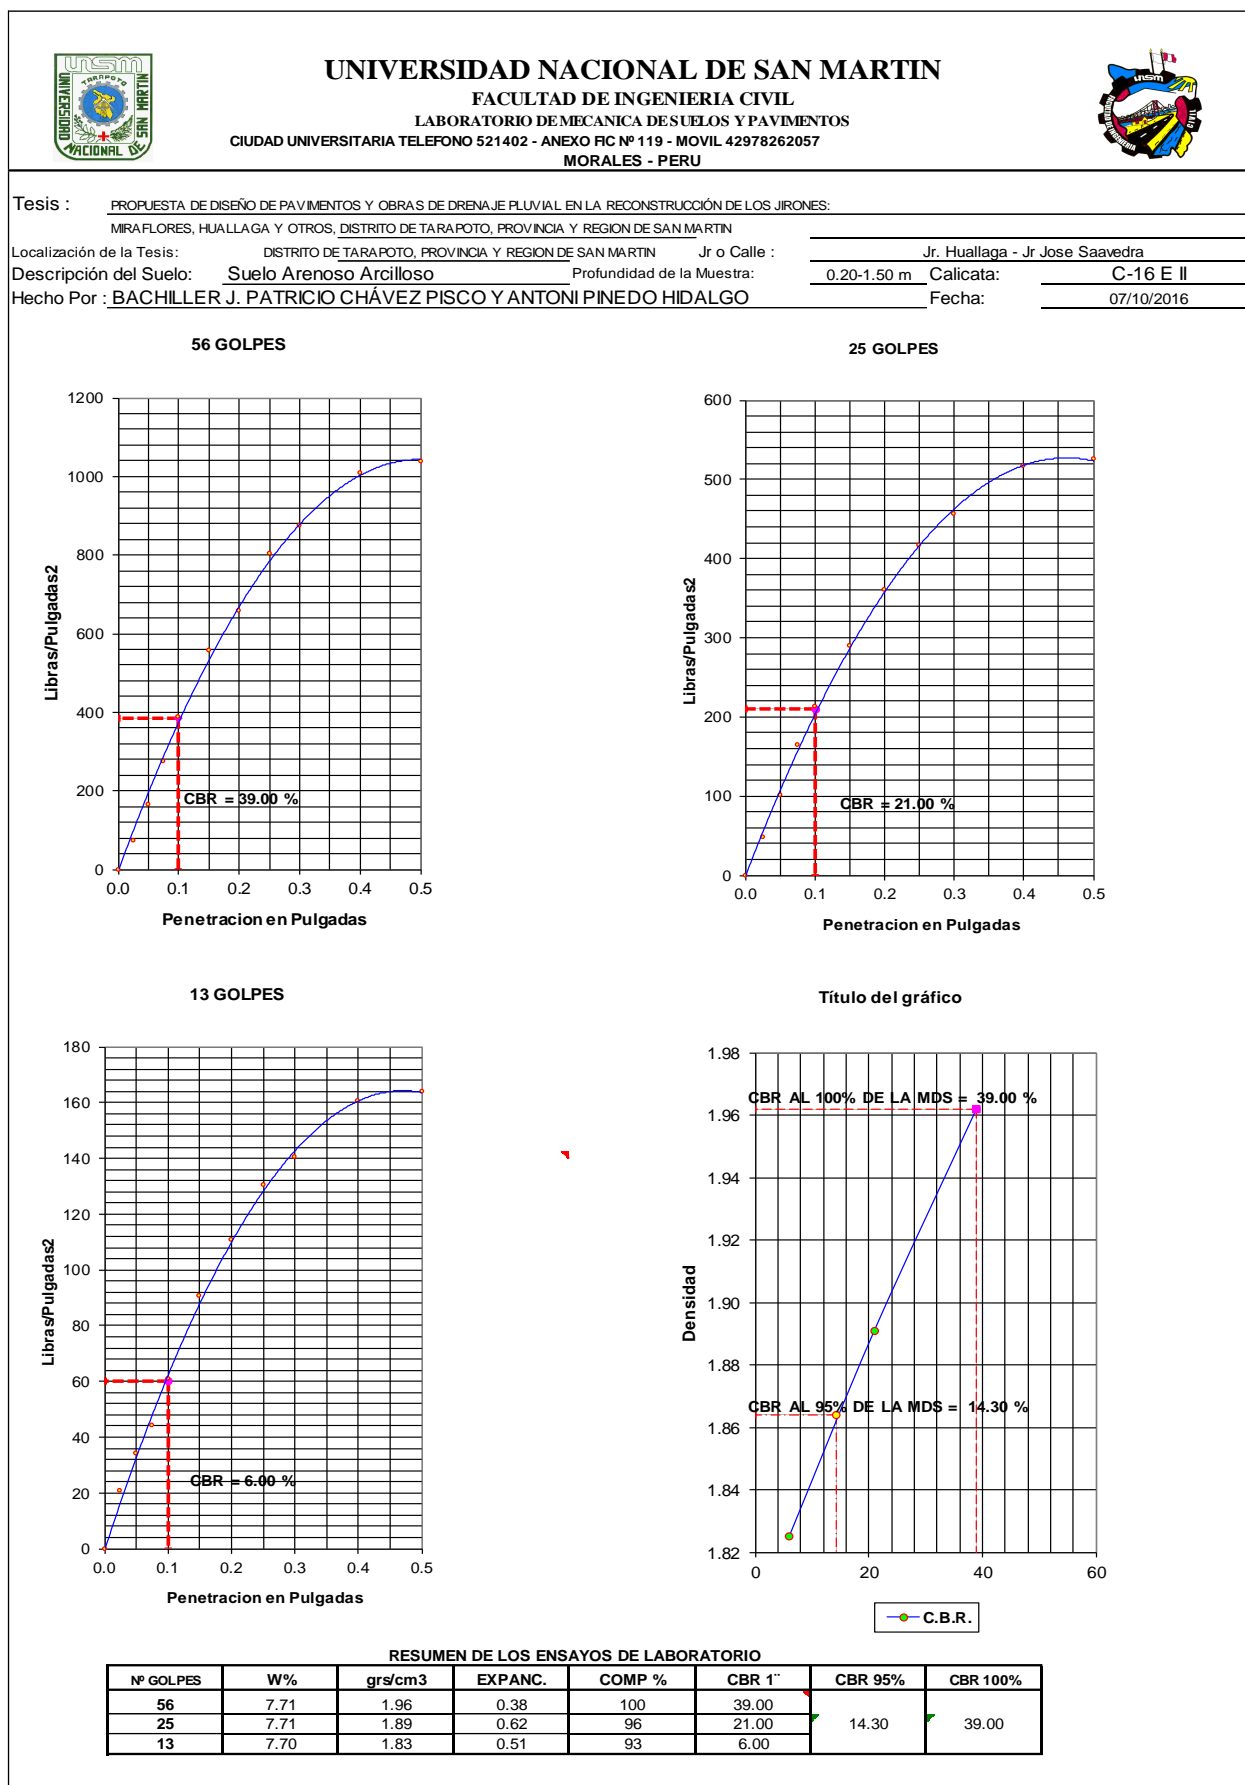 UNIVERSIDAD NACIONAL DE SAN MARTIN
FACULTAD DE INGENIERIA CIVIL
LABORATORIO DE MECANICA DE SUELOS Y PAVIMENTOS
CIUDAD UNIVERSITARIA TELEFONO 521402 - ANEXO FIC Nº 119 - MOVIL 42978262057
MORALES - PERU
UNSM
TARAPOTO
UNIVERSIDAD NACIONAL DE SAN MARTIN
Tesis : PROPUESTA DE DISEÑO DE PAVIMENTOS Y OBRAS DE DRENAJE PLUVIAL EN LA RECONSTRUCCIÓN DE LOS JIRONES:
MIRAFLORES, HUALLAGA Y OTROS, DISTRITO DE TARAPOTO, PROVINCIA Y REGION DE SAN MARTIN
Localización de la Tesis: DISTRITO DE TARAPOTO, PROVINCIA Y REGION DE SAN MARTIN Jr o Calle : Jr. Huallaga - Jr Jose Saavedra
Descripción del Suelo: Suelo Arenoso Arcilloso Profundidad de la Muestra: 0.20-1.50 m Calicata: C-16 E II
Hecho Por : BACHILLER J. PATRICIO CHÁVEZ PISCO Y ANTONI PINEDO HIDALGO Fecha: 07/10/2016
56 GOLPES
1200
1000
800
600
400
200
0
Libras/Pulgadas2
CBR = 39.00 %
0.0 0.1 0.2 0.3 0.4 0.5
Penetracion en Pulgadas
25 GOLPES
600
500
400
300
200
100
0
Libras/Pulgadas2
CBR = 21.00 %
0.0 0.1 0.2 0.3 0.4 0.5
Penetracion en Pulgadas
13 GOLPES
180
160
140
120
100
80
60
40
20
0
Libras/Pulgadas2
CBR = 6.00 %
0.0 0.1 0.2 0.3 0.4 0.5
Penetracion en Pulgadas
Título del gráfico
1.98
1.96
1.94
1.92
1.90
1.88
1.86
1.84
1.82
Densidad
CBR AL 100% DE LA MDS = 39.00 %
CBR AL 95% DE LA MDS = 14.30 %
0 20 40 60
C.B.R.
RESUMEN DE LOS ENSAYOS DE LABORATORIO
Nº GOLPES W% grs/cm3 EXPANC. COMP % CBR 1¨ CBR 95% CBR 100%
56 7.71 1.96 0.38 100 39.00
25 7.71 1.89 0.62 96 21.00 14.30 39.00
13 7.70 1.83 0.51 93 6.00